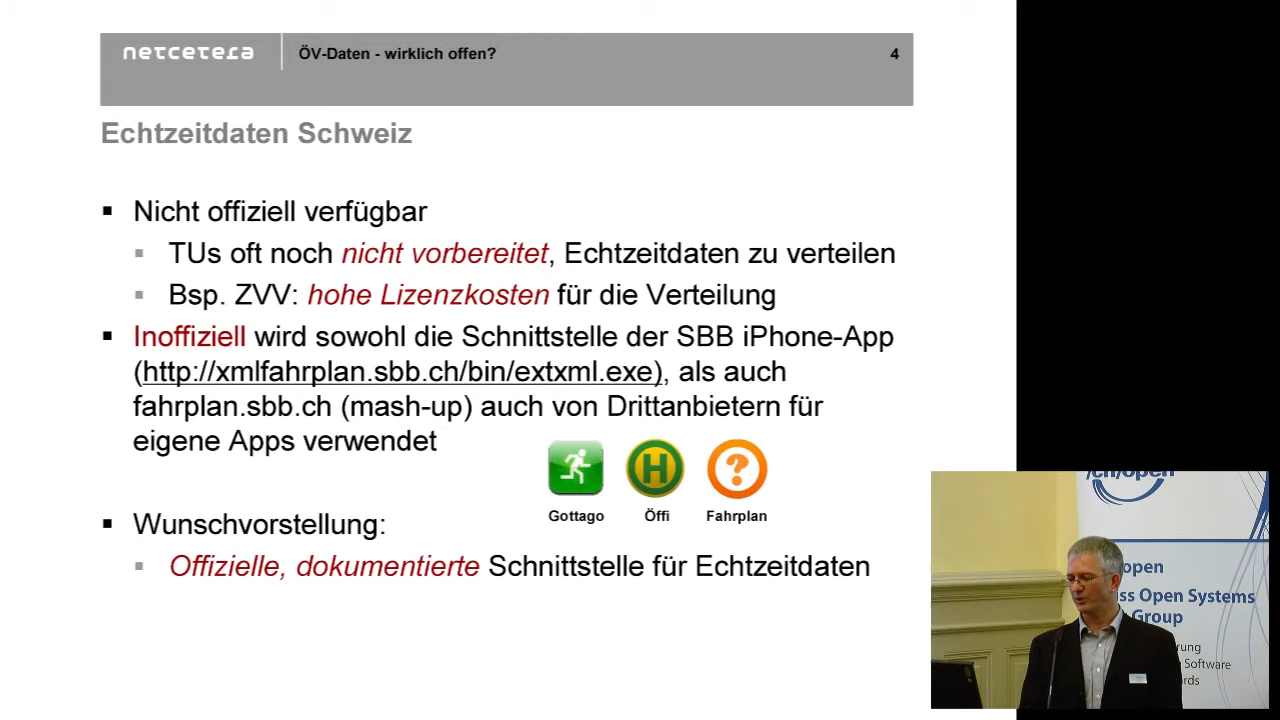 netcetera
ÖV-Daten - wirklich offen?
4
Echtzeitdaten Schweiz
▪ Nicht offiziell verfügbar
▪ TUs oft noch nicht vorbereitet, Echtzeitdaten zu verteilen
▪ Bsp. ZVV: hohe Lizenzkosten für die Verteilung
▪ Inoffiziell wird sowohl die Schnittstelle der SBB iPhone-App
(http://xmlfahrplan.sbb.ch/bin/extxml.exe), als auch
fahrplan.sbb.ch (mash-up) auch von Drittanbietern für
eigene Apps verwendet
H
?
Gottago
Öffi
Fahrplan
▪ Wunschvorstellung:
▪ Offizielle, dokumentierte Schnittstelle für Echtzeitdaten
/ch/open
open
ss Open Systems
Group
rung
Software
rds